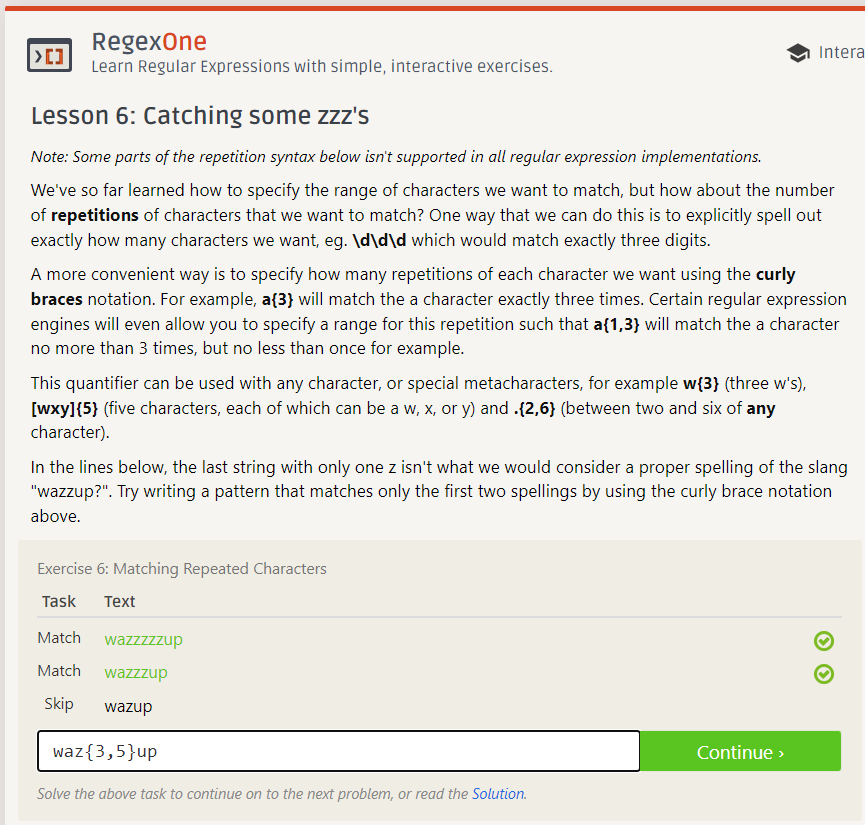 RegexOne
Learn Regular Expressions with simple, interactive exercises.
Intera
Lesson 6: Catching some zzz's
Note: Some parts of the repetition syntax below isn't supported in all regular expression implementations.
We've so far learned how to specify the range of characters we want to match, but how about the number
of repetitions of characters that we want to match? One way that we can do this is to explicitly spell out
exactly how many characters we want, eg. \d\d\d which would match exactly three digits.
A more convenient way is to specify how many repetitions of each character we want using the curly
braces notation. For example, a{3} will match the a character exactly three times. Certain regular expression
engines will even allow you to specify a range for this repetition such that a{1,3} will match the a character
no more than 3 times, but no less than once for example.
This quantifier can be used with any character, or special metacharacters, for example w{3} (three w's),
[wxy]{5} (five characters, each of which can be a w, x, or y) and .{2,6} (between two and six of any
character).
In the lines below, the last string with only one z isn't what we would consider a proper spelling of the slang
"wazzup?". Try writing a pattern that matches only the first two spellings by using the curly brace notation
above.
Exercise 6: Matching Repeated Characters
Task Text
Match wazzzzzup
Match wazzzup
Skip wazup
waz{3,5}up
Continue ›
Solve the above task to continue on to the next problem, or read the Solution.